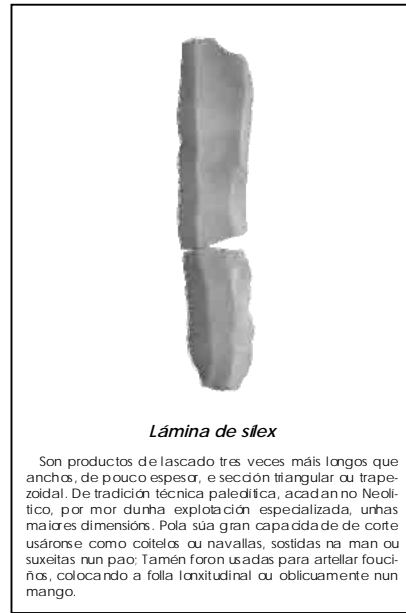 Lámina de sílex
Son productos de lascado tres veces máis longos que
anchos, de pouco espesor, e sección triangular ou trape-
zoidal. De tradición técnica paleolítica, acadan no Neolí-
tico, por mor dunha explotación especializada, unhas
maiores dimensións. Pola súa gran capacidade de corte
usáronse como coitelos ou navallas, sostidas na man ou
suxeitas nun pao; Tamén foron usadas para artellar fouci-
ños, colocando a folla lonxitudinal ou oblicuamente nun
mango.